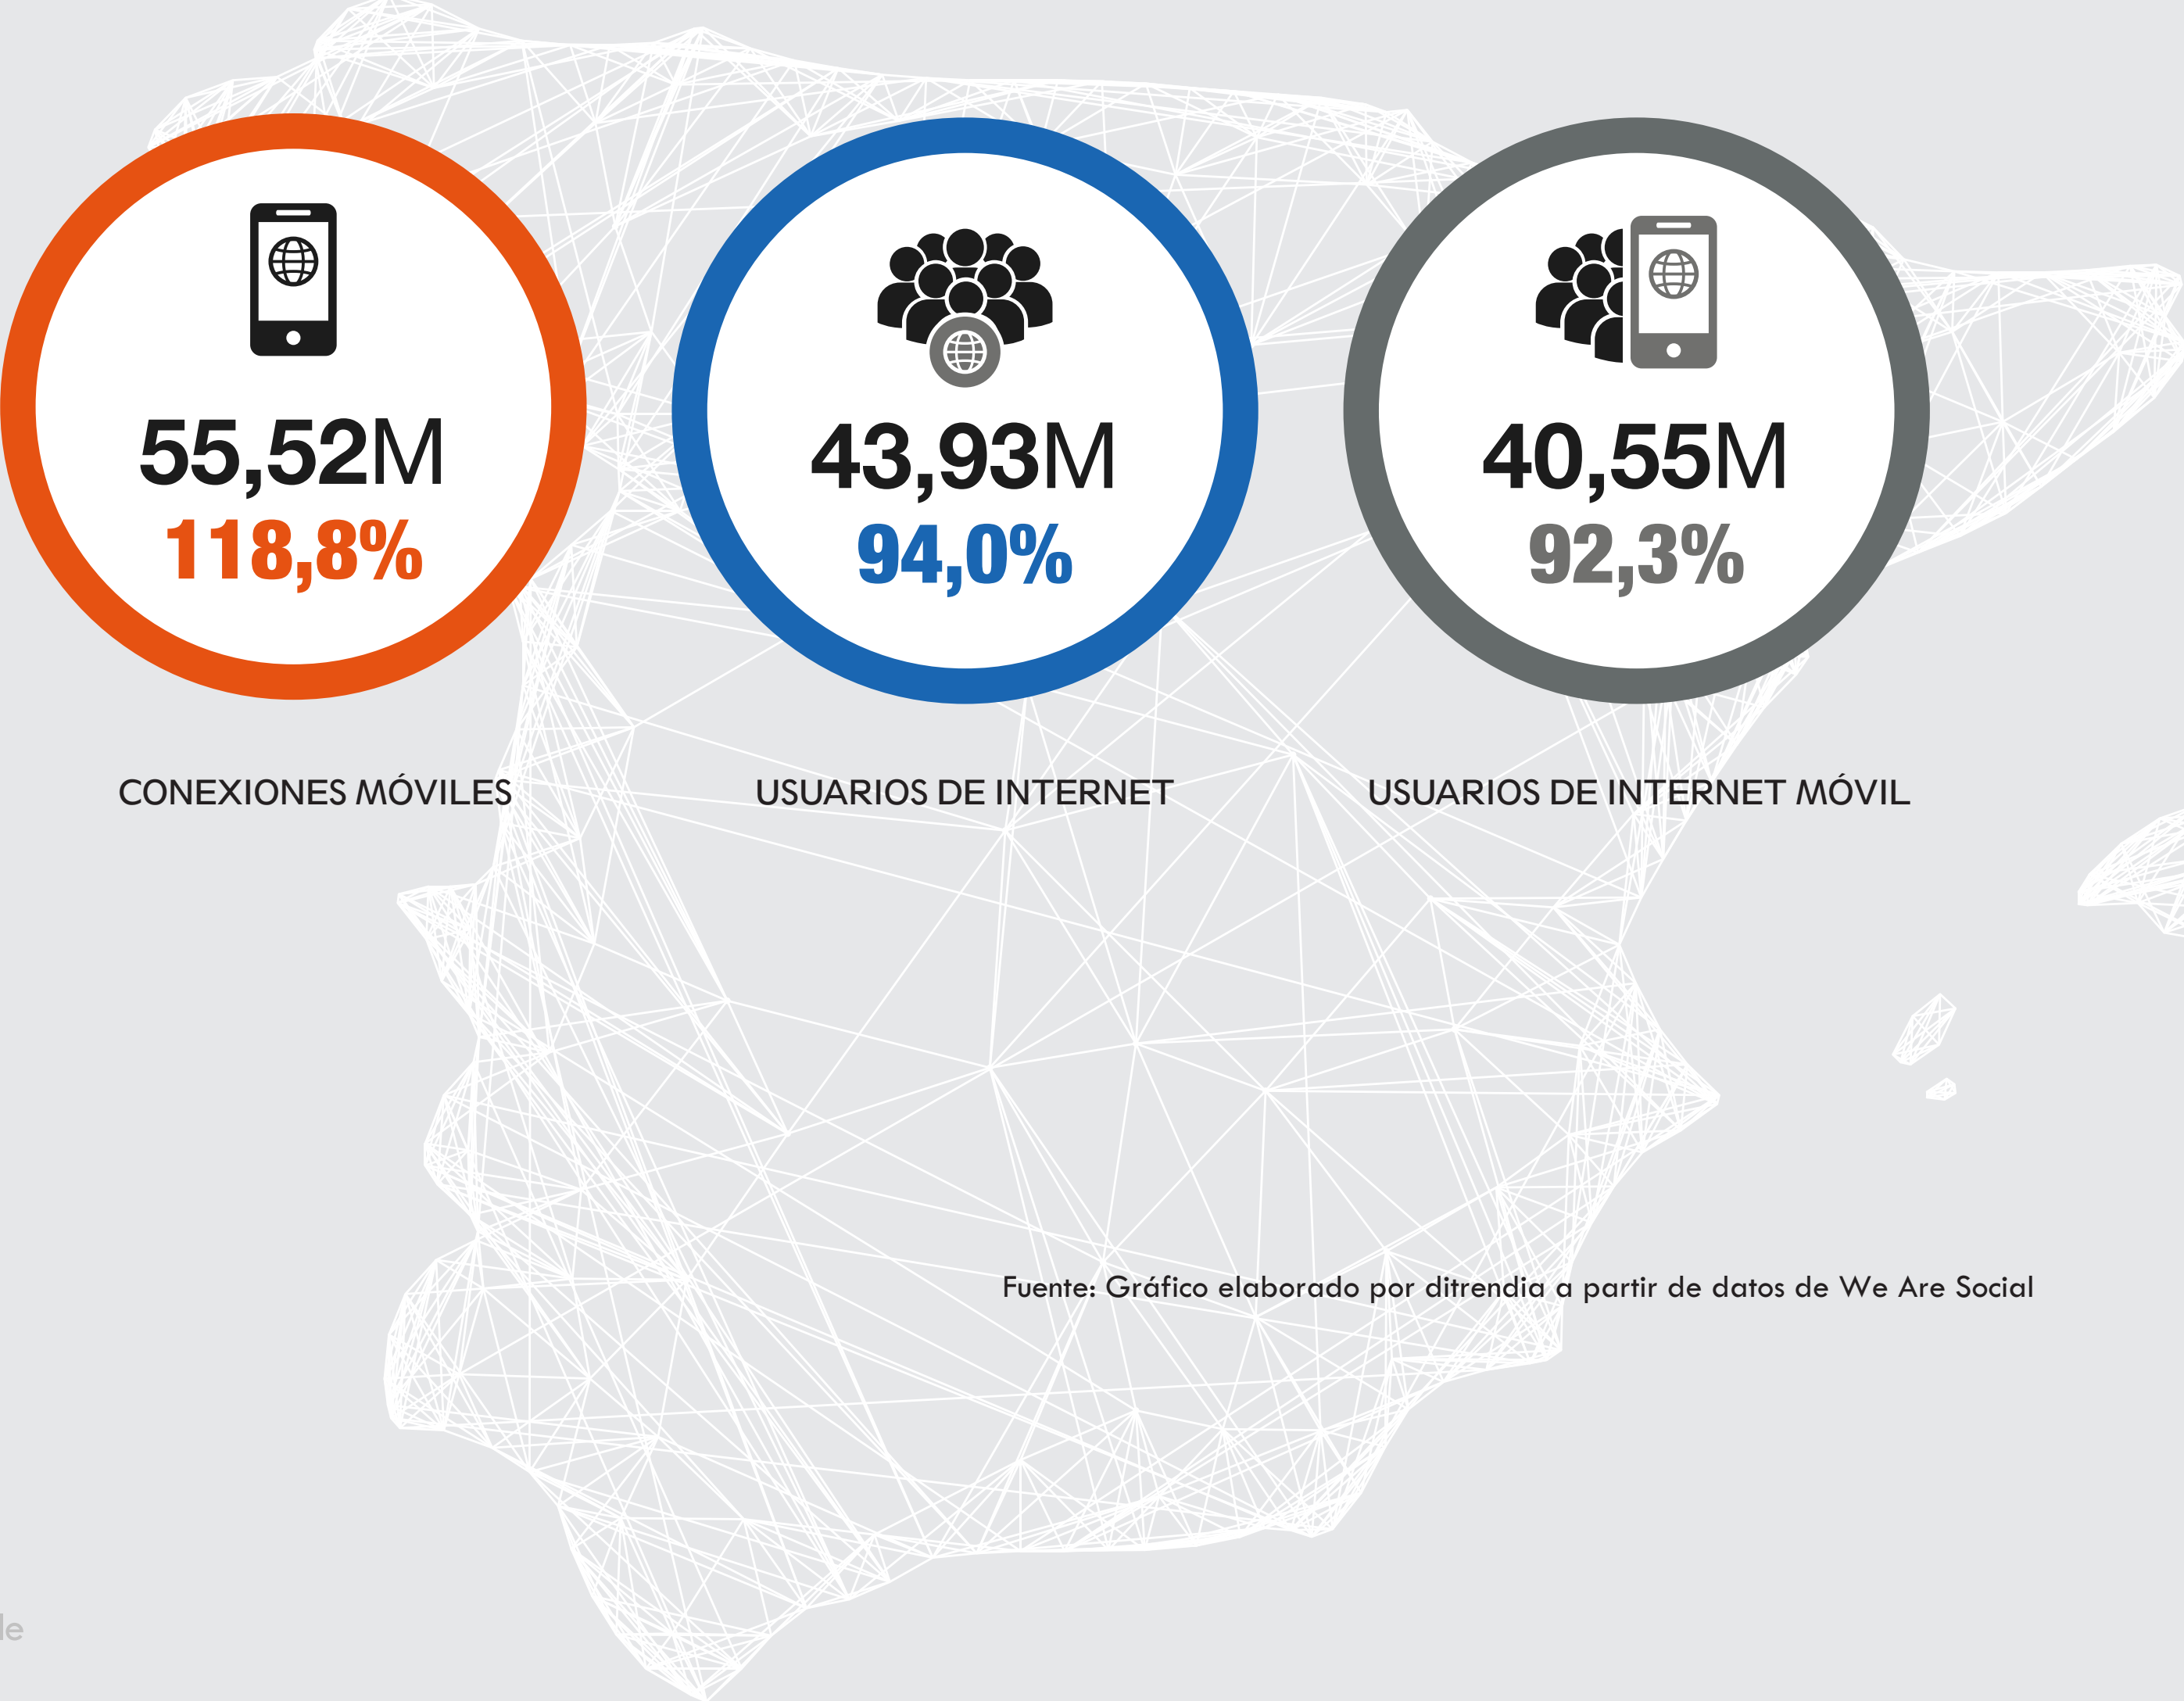 55,52M
118,8%
43,93M
94,0%
40,55M
92,3%
CONEXIONES MÓVILES
USUARIOS DE INTERNET
USUARIOS DE INTERNET MÓVIL
Fuente: Gráfico elaborado por ditrendia a partir de datos de We Are Social